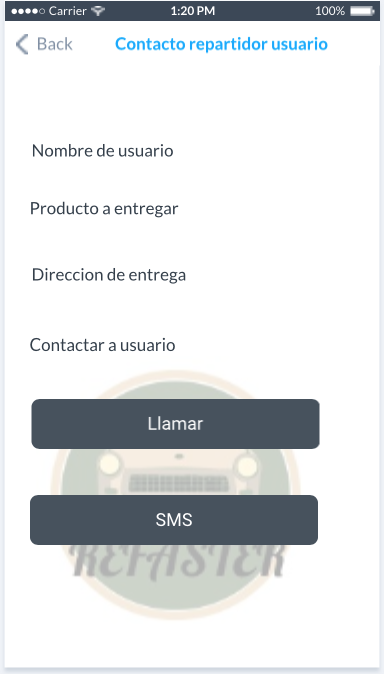 ●●●●○ Carrier 1:20 PM 100%
Back Contacto repartidor usuario
Nombre de usuario
Producto a entregar
Direccion de entrega
Contactar a usuario
Llamar
SMS
REFASTER